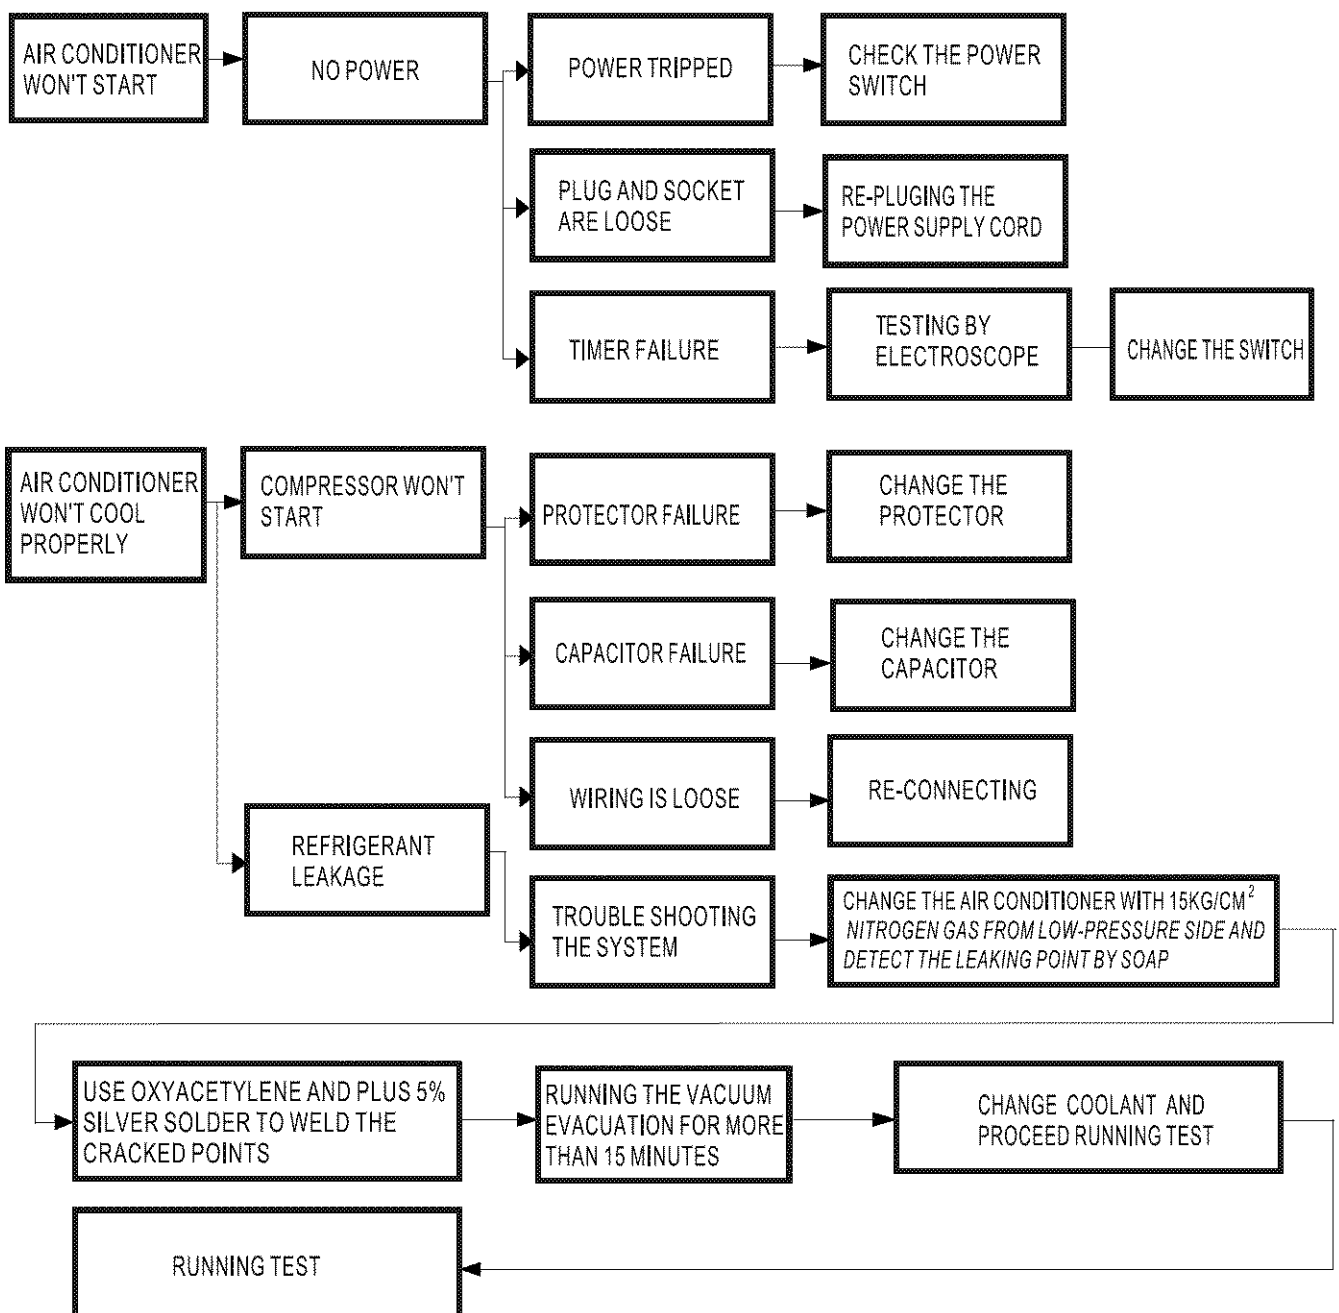 AIR CONDITIONER
WON'T START
NO POWER
POWER TRIPPED
CHECK THE POWER
SWITCH
PLUG AND SOCKET
ARE LOOSE
RE-PLUGING THE
POWER SUPPLY CORD
TIMER FAILURE
TESTING BY
ELECTROSCOPE
CHANGE THE SWITCH
AIR CONDITIONER
WON'T COOL
PROPERLY
COMPRESSOR WON'T
START
PROTECTOR FAILURE
CHANGE THE
PROTECTOR
CAPACITOR FAILURE
CHANGE THE
CAPACITOR
WIRING IS LOOSE
RE-CONNECTING
REFRIGERANT
LEAKAGE
TROUBLE SHOOTING
THE SYSTEM
CHANGE THE AIR CONDITIONER WITH 15KG/CM²
NITROGEN GAS FROM LOW-PRESSURE SIDE AND
DETECT THE LEAKING POINT BY SOAP
USE OXYACETYLENE AND PLUS 5%
SILVER SOLDER TO WELD THE
CRACKED POINTS
RUNNING THE VACUUM
EVACUATION FOR MORE
THAN 15 MINUTES
CHANGE COOLANT AND
PROCEED RUNNING TEST
RUNNING TEST